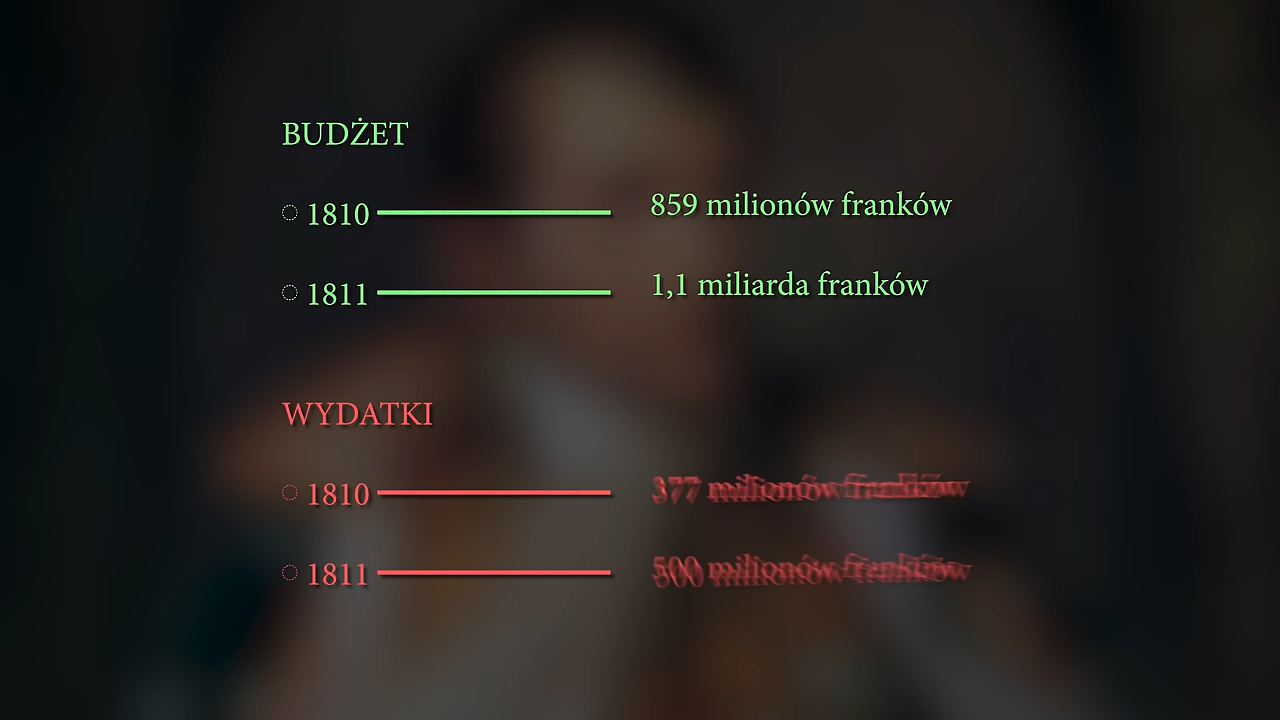 BUDŻET
1810 859 milionów franków
1811 1,1 miliarda franków
WYDATKI
1810 377 milionów franków
1811 500 milionów franków